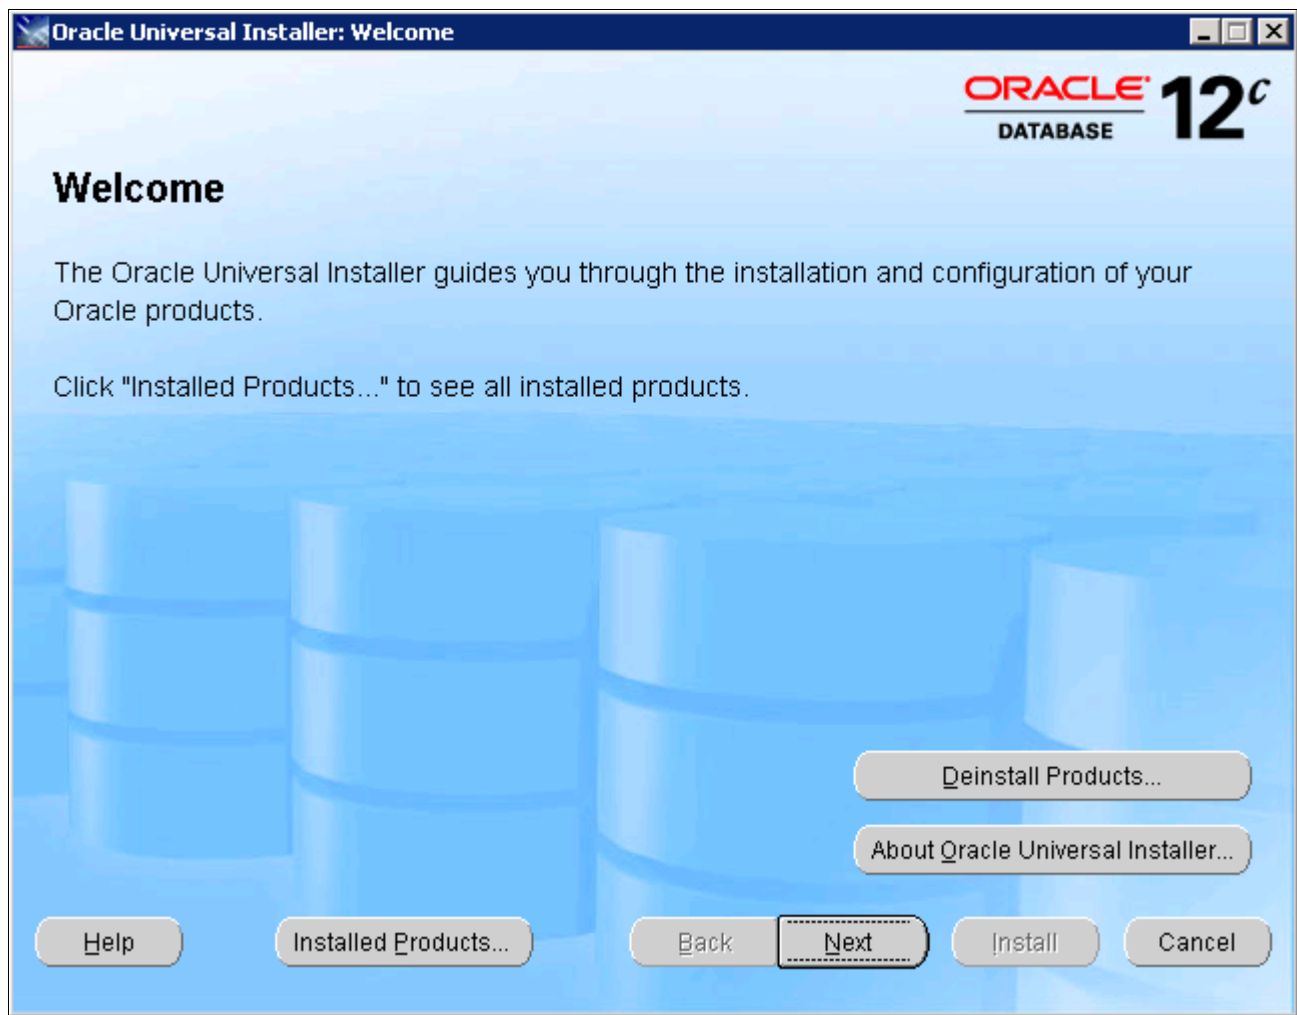 Oracle Universal Installer: Welcome
ORACLE 12c
DATABASE
Welcome
The Oracle Universal Installer guides you through the installation and configuration of your
Oracle products.
Click "Installed Products..." to see all installed products.
Deinstall Products...
About Oracle Universal Installer...
Help Installed Products... Back Next Install Cancel